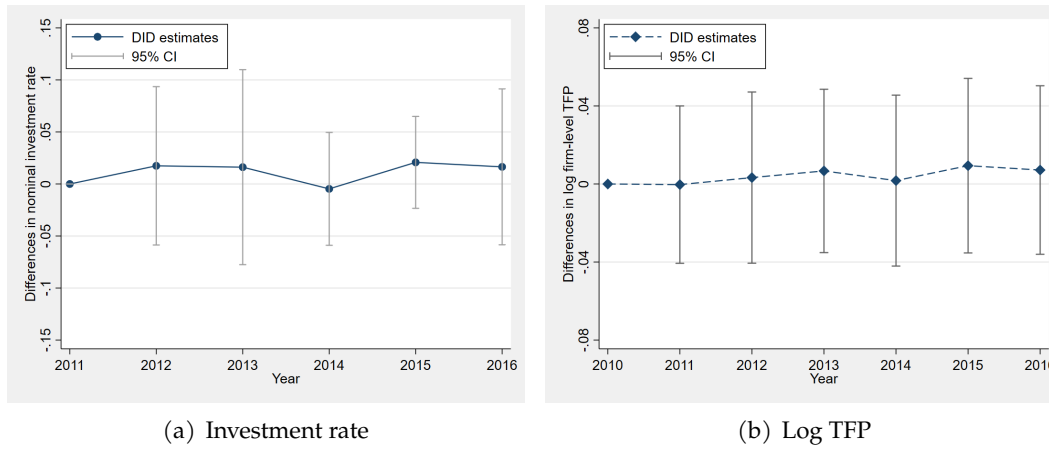 DID estimates
95% CI
Differences in nominal investment rate
.15
.1
.05
0
-.05
-.1
-.15
2011 2012 2013 2014 2015 2016
Year
(a) Investment rate
DID estimates
95% CI
Differences in log firm-level TFP
.08
.04
0
-.04
-.08
2010 2011 2012 2013 2014 2015
Year
(b) Log TFP